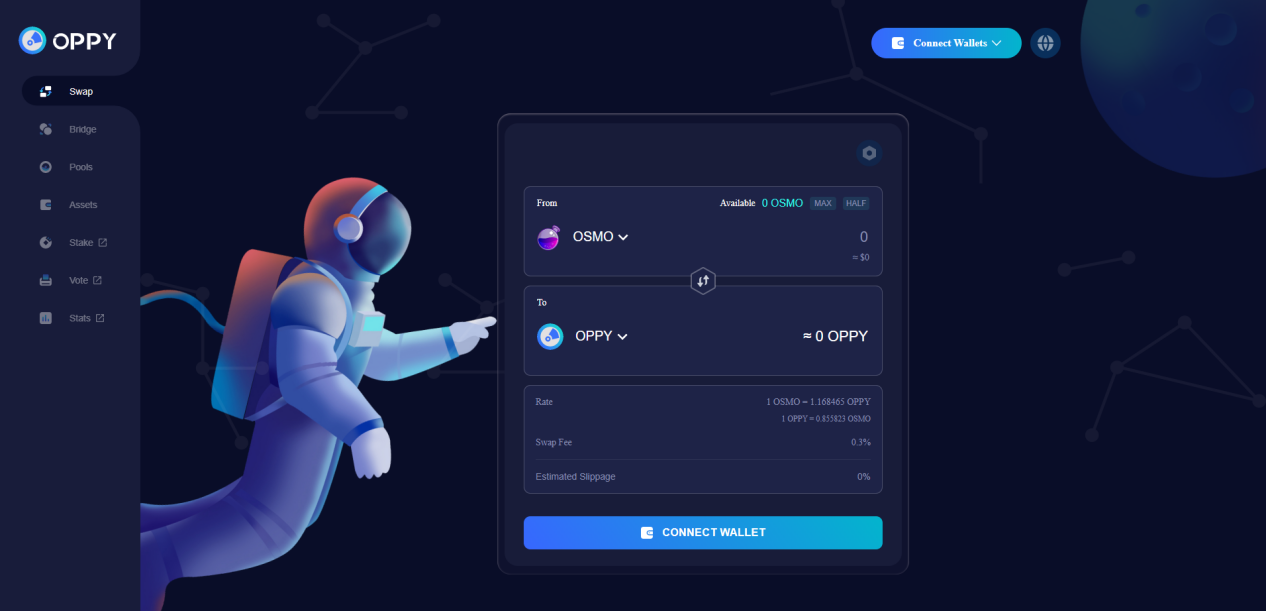 OPPY
Connect Wallets
Swap
Bridge
Pools
Assets
Stake
Vote
Stats
From
Available 0 OSMO MAX HALF
OSMO
0
≈ $0
To
OPPY
≈ 0 OPPY
Rate
1 OSMO = 1.168465 OPPY
1 OPPY = 0.855823 OSMO
Swap Fee
0.3%
Estimated Slippage
0%
CONNECT WALLET